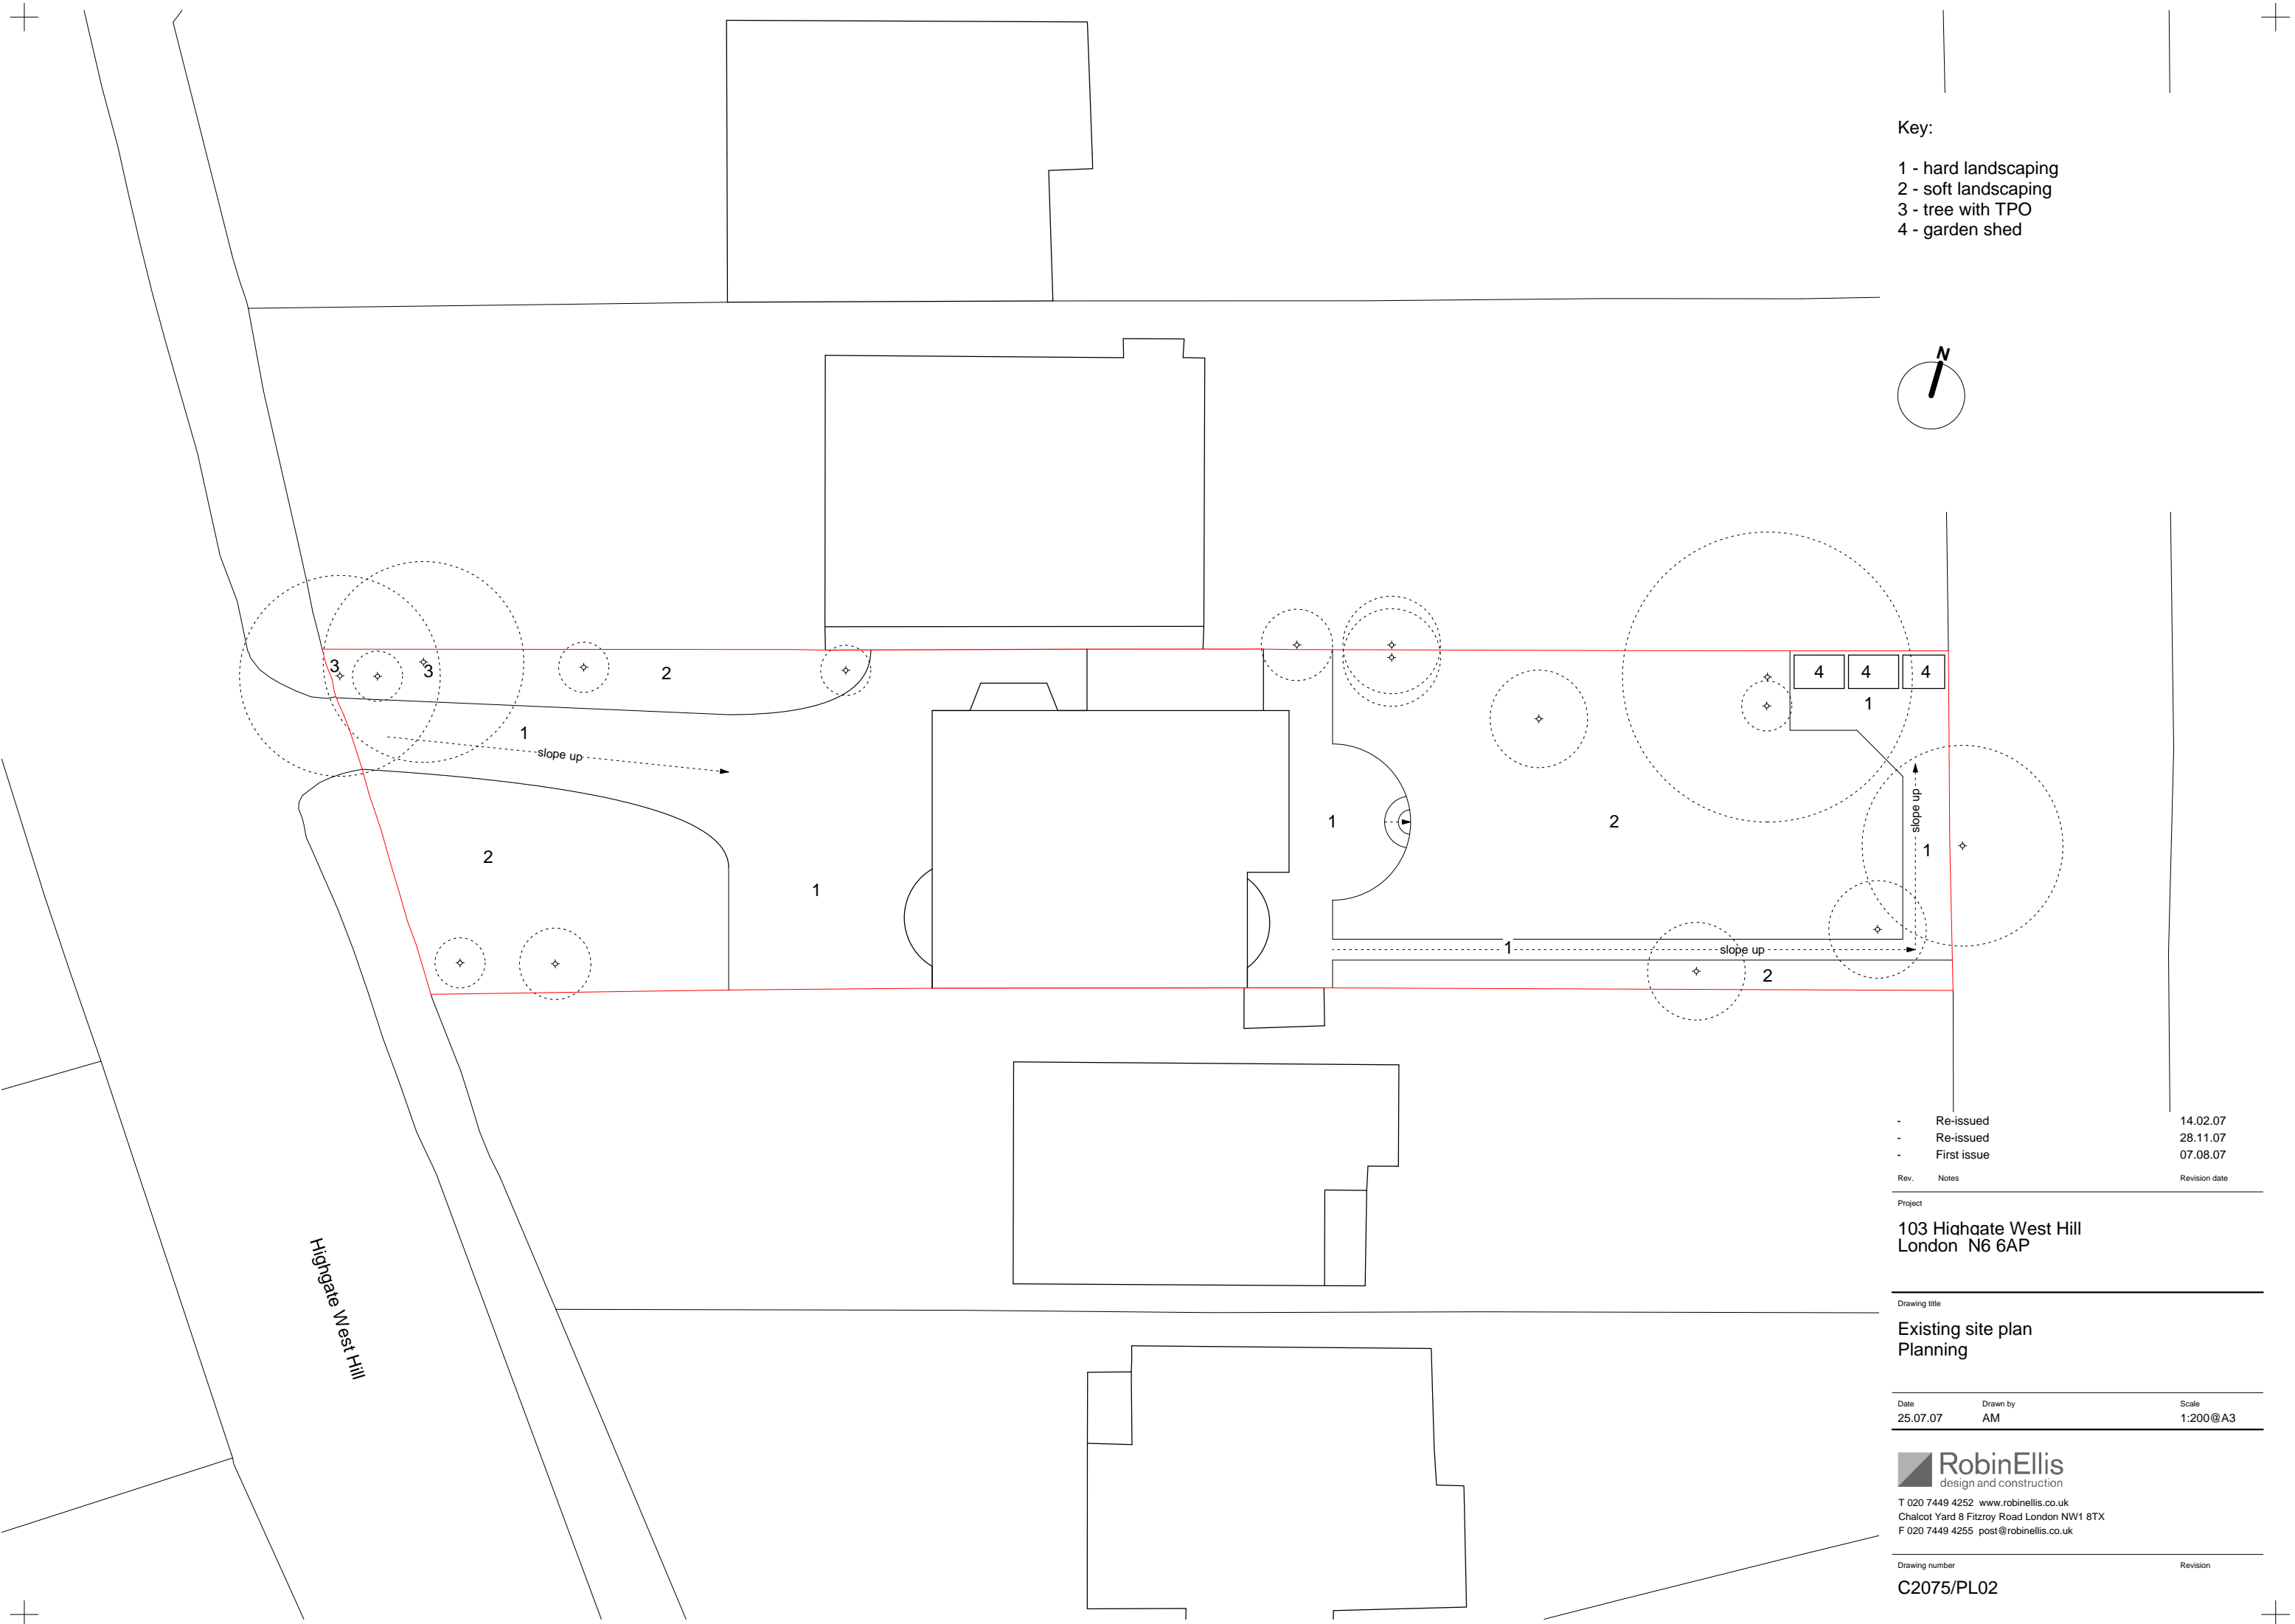 Key:
1 - hard landscaping
2 - soft landscaping
3 - tree with TPO
4 - garden shed
N
3
3
2
4
4
4
1
1
slope up
2
1
1
2
slope up
1
1
slope up
2
Highgate West Hill
- Re-issued 14.02.07
- Re-issued 28.11.07
- First issue 07.08.07
Rev. Notes Revision date
Project
103 Highgate West Hill
London N6 6AP
Drawing title
Existing site plan
Planning
Date Drawn by Scale
25.07.07 AM 1:200@A3
RobinEllis
design and construction
T 020 7449 4252 www.robinellis.co.uk
Chalcot Yard 8 Fitzroy Road London NW1 8TX
F 020 7449 4255 post@robinellis.co.uk
Drawing number Revision
C2075/PL02